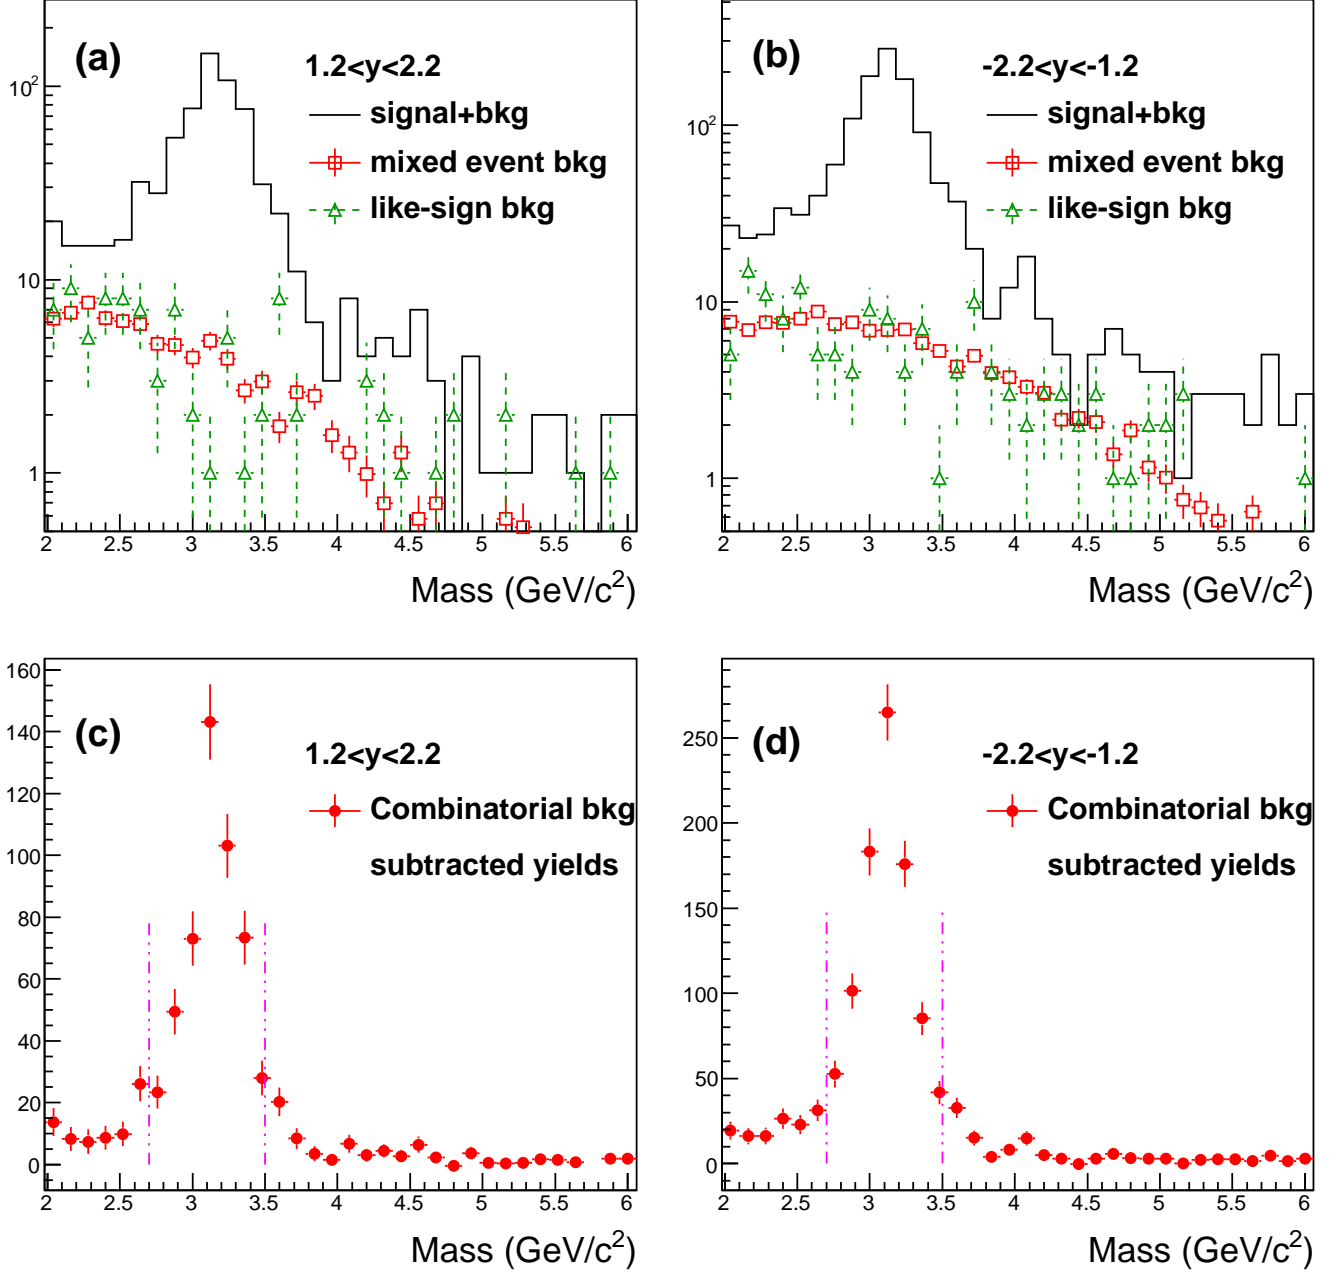 (a)
1.2<y<2.2
signal+bkg
mixed event bkg
like-sign bkg
10²
10
1
2 2.5 3 3.5 4 4.5 5 5.5 6
Mass (GeV/c²)
(b)
-2.2<y<-1.2
signal+bkg
mixed event bkg
like-sign bkg
10²
10
1
2 2.5 3 3.5 4 4.5 5 5.5 6
Mass (GeV/c²)
(c)
1.2<y<2.2
Combinatorial bkg
subtracted yields
160
140
120
100
80
60
40
20
0
2 2.5 3 3.5 4 4.5 5 5.5 6
Mass (GeV/c²)
(d)
-2.2<y<-1.2
Combinatorial bkg
subtracted yields
250
200
150
100
50
0
2 2.5 3 3.5 4 4.5 5 5.5 6
Mass (GeV/c²)